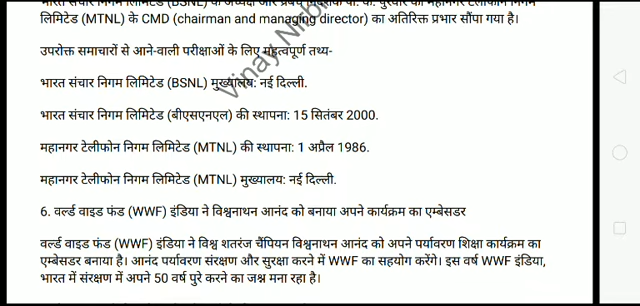 लिमिटेड (MTNL) के CMD (chairman and managing director) का अतिरिक्त प्रभार सौंपा गया है।
उपरोक्त समाचारों से आने-वाली परीक्षाओं के लिए महत्वपूर्ण तथ्य-
भारत संचार निगम लिमिटेड (BSNL) मुख्यालय: नई दिल्ली.
भारत संचार निगम लिमिटेड (बीएसएनएल) की स्थापना: 15 सितंबर 2000.
महानगर टेलीफोन निगम लिमिटेड (MTNL) की स्थापना: 1 अप्रैल 1986.
महानगर टेलीफोन निगम लिमिटेड (MTNL) मुख्यालय: नई दिल्ली.
6. वर्ल्ड वाइड फंड (WWF) इंडिया ने विश्वनाथन आनंद को बनाया अपने कार्यक्रम का एम्बेसडर
वर्ल्ड वाइड फंड (WWF) इंडिया ने विश्व शतरंज चैंपियन विश्वनाथन आनंद को अपने पर्यावरण शिक्षा कार्यक्रम का
एम्बेसडर बनाया है। आनंद पर्यावरण संरक्षण और सुरक्षा करने में WWF का सहयोग करेंगे। इस वर्ष WWF इंडिया,
भारत में संरक्षण में अपने 50 वर्ष पुरे करने का जश्न मना रहा है।